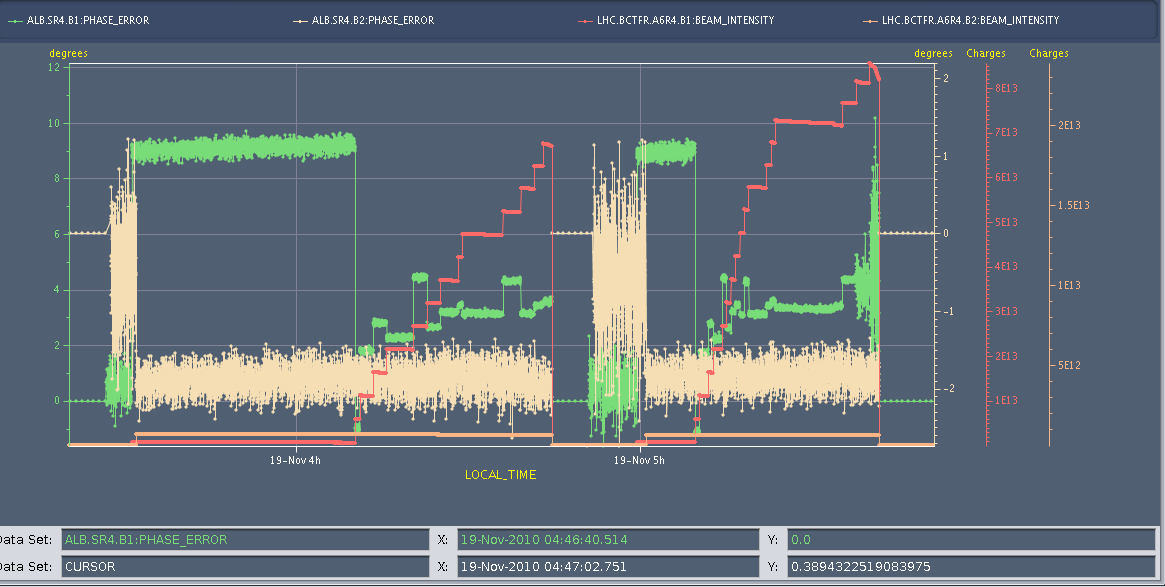 ALB.SR4.B1:PHASE_ERROR ALB.SR4.B2:PHASE_ERROR LHC.BCTFR.A6R4.B1:BEAM_INTENSITY LHC.BCTFR.A6R4.B2:BEAM_INTENSITY
degrees degrees Charges Charges
12 2 8E13
10 7E13 2E13
8 1 6E13
6 0 5E13 1.5E13
4 -1 4E13 1E13
2 3E13
0 -2 2E13 5E12
1E13
19-Nov 4h 19-Nov 5h
LOCAL_TIME
Data Set: ALB.SR4.B1:PHASE_ERROR X: 19-Nov-2010 04:46:40.514 Y: 0.0
Data Set: CURSOR X: 19-Nov-2010 04:47:02.751 Y: 0.3894322519083975